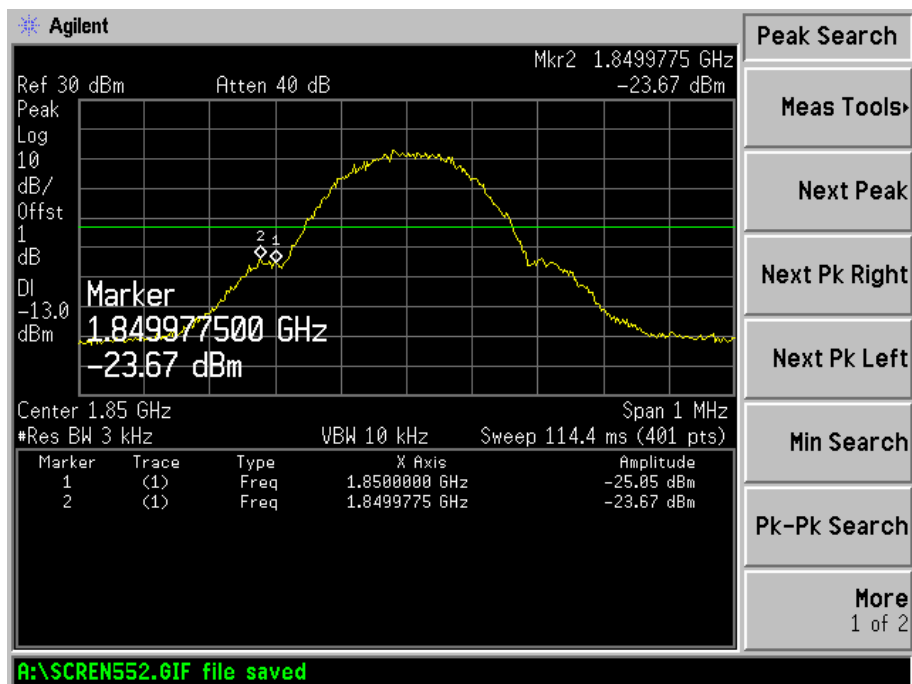 Agilent
Mkr2 1.8499775 GHz
Ref 30 dBm Atten 40 dB -23.67 dBm
Peak
Log
10
dB/
Offst
1
dB
DI
-13.0
dBm
2 1
Marker
1.849977500 GHz
-23.67 dBm
Center 1.85 GHz Span 1 MHz
#Res BW 3 kHz VBW 10 kHz Sweep 114.4 ms (401 pts)
Marker Trace Type X Axis Amplitude
1 (1) Freq 1.8500000 GHz -25.05 dBm
2 (1) Freq 1.8499775 GHz -23.67 dBm
A:\SCREN552.GIF file saved
Peak Search
Meas Tools
Next Peak
Next Pk Right
Next Pk Left
Min Search
Pk-Pk Search
More
1 of 2